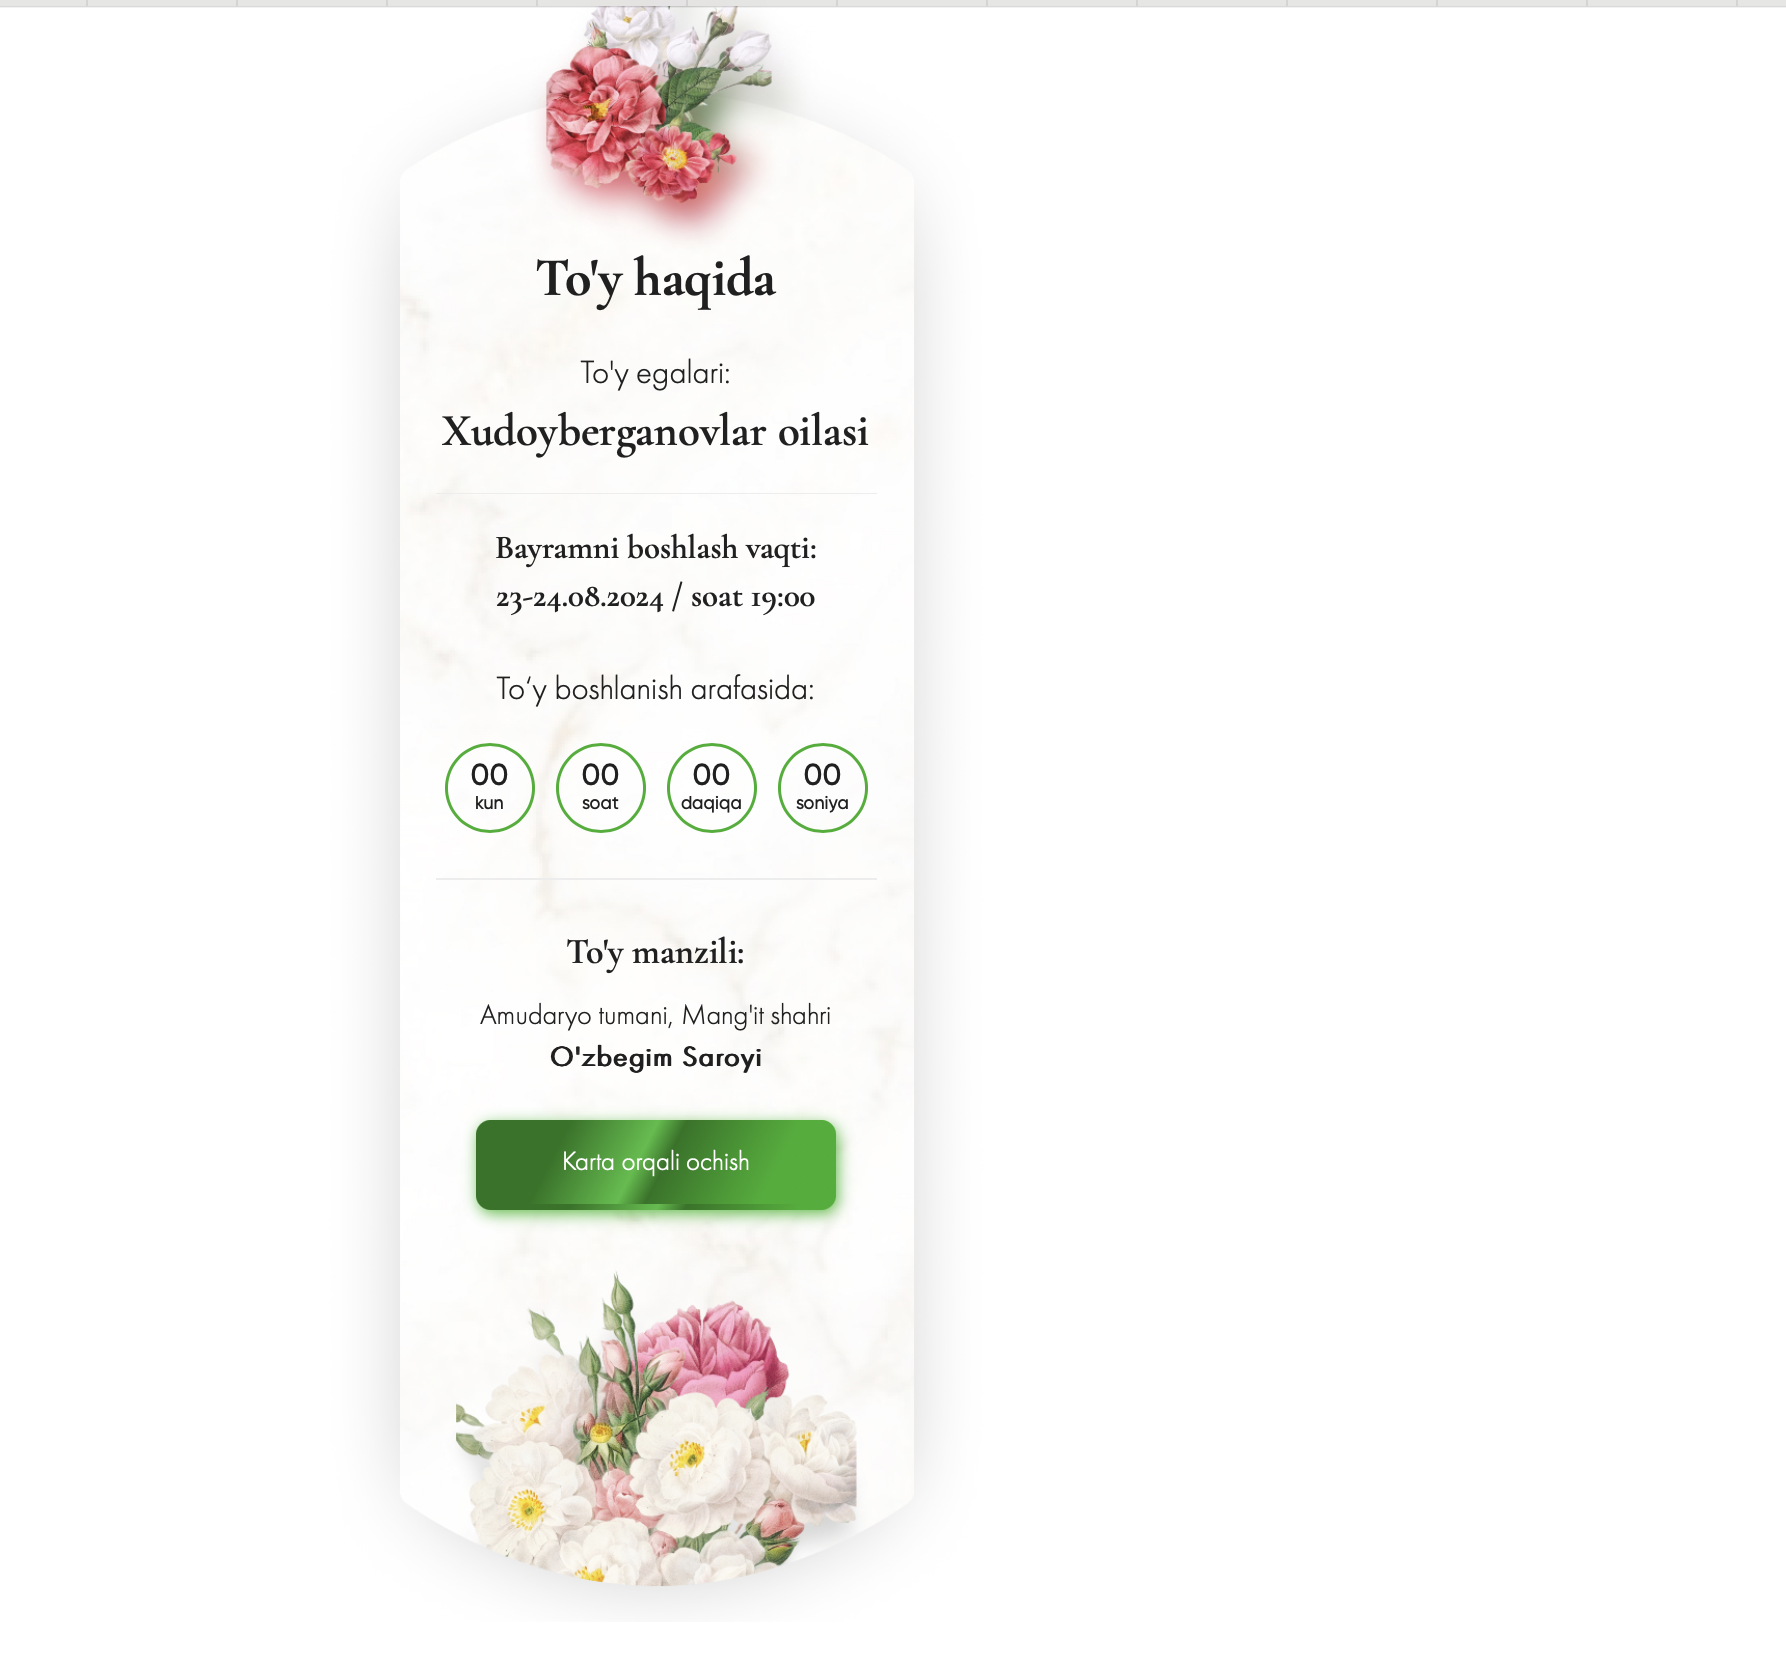 To'y haqida
To'y egalari:
Xudoyberganovlar oilasi
Bayramni boshlash vaqti:
23-24.08.2024 / soat 19:00
To‘y boshlanish arafasida:
00 00 00 00
kun soat daqiqa soniya
To'y manzili:
Amudaryo tumani, Mang'it shahri
O'zbegim Saroyi
Karta orqali ochish